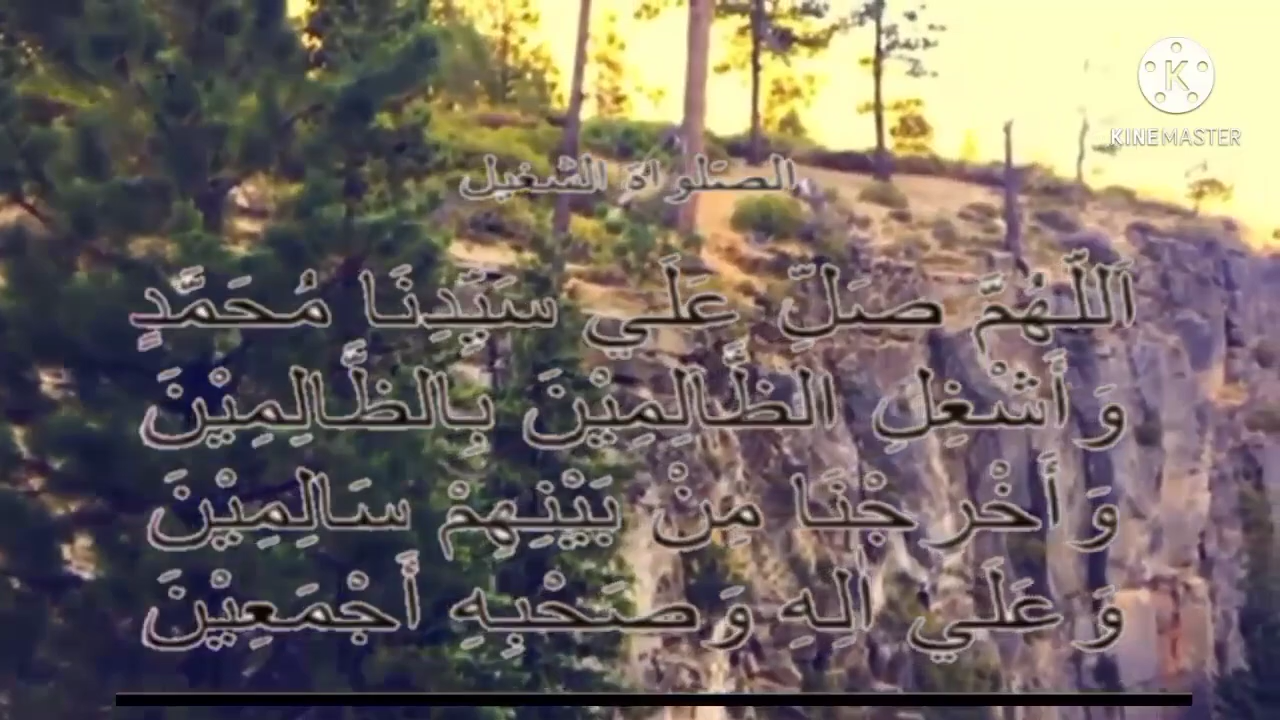 KINEMASTER
الصلواة الشغيل
اَللّهُمَّ صَلِّ عَلَي سَيِّدِنَا مُحَمَّدٍ
وَأَشْغِلِ الظَّالِمِيْنَ بِالظَّالِمِيْنَ
وَأَخْرِجْنَا مِنْ بَيْنِهِمْ سَالِمِيْنَ
وَعَلَي اٰلِهِ وَصَحْبِهِ أَجْمَعِيْنَ